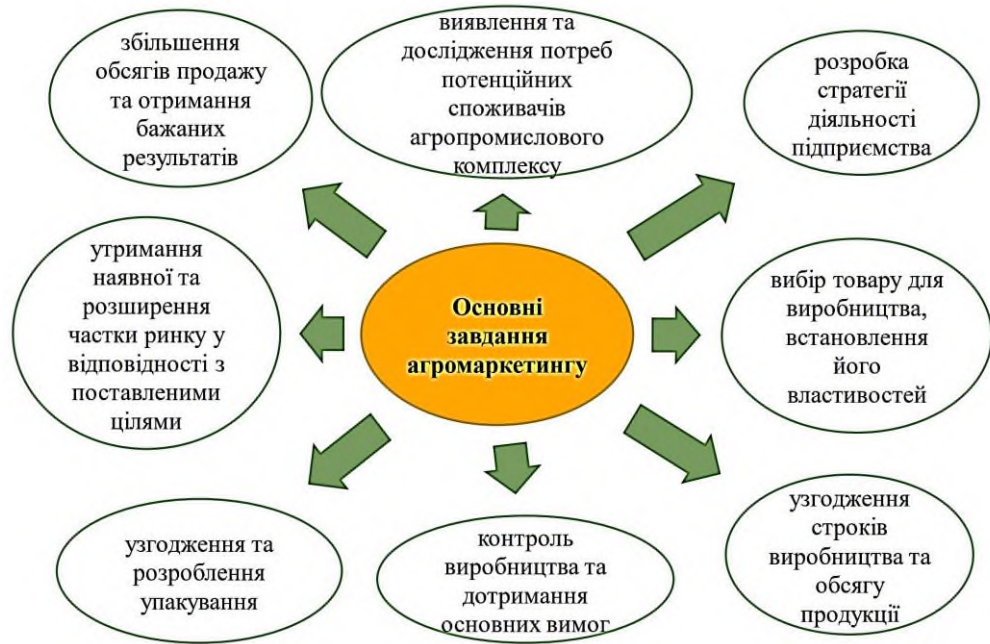 збільшення
обсягів продажу
та отримання
бажаних
результатів
виявлення та
дослідження потреб
потенційних
споживачів
агропромислового
комплексу
розробка
стратегії
діяльності
підприємства
утримання
наявної та
розширення
частки ринку у
відповідності з
поставленими
цілями
Основні
завдання
агромаркетингу
вибір товару для
виробництва,
встановлення
його
властивостей
узгодження та
розроблення
упакування
контроль
виробництва та
дотримання
основних вимог
узгодження
строків
виробництва та
обсягу
продукції